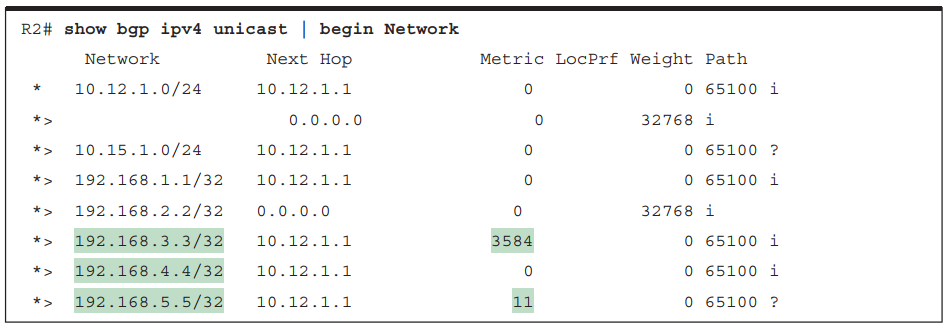 R2# show bgp ipv4 unicast | begin Network
Network Next Hop Metric LocPrf Weight Path
* 10.12.1.0/24 10.12.1.1 0 0 65100 i
*> 0.0.0.0 0 32768 i
*> 10.15.1.0/24 10.12.1.1 0 0 65100 ?
*> 192.168.1.1/32 10.12.1.1 0 0 65100 i
*> 192.168.2.2/32 0.0.0.0 0 32768 i
*> 192.168.3.3/32 10.12.1.1 3584 0 65100 i
*> 192.168.4.4/32 10.12.1.1 0 0 65100 i
*> 192.168.5.5/32 10.12.1.1 11 0 65100 ?